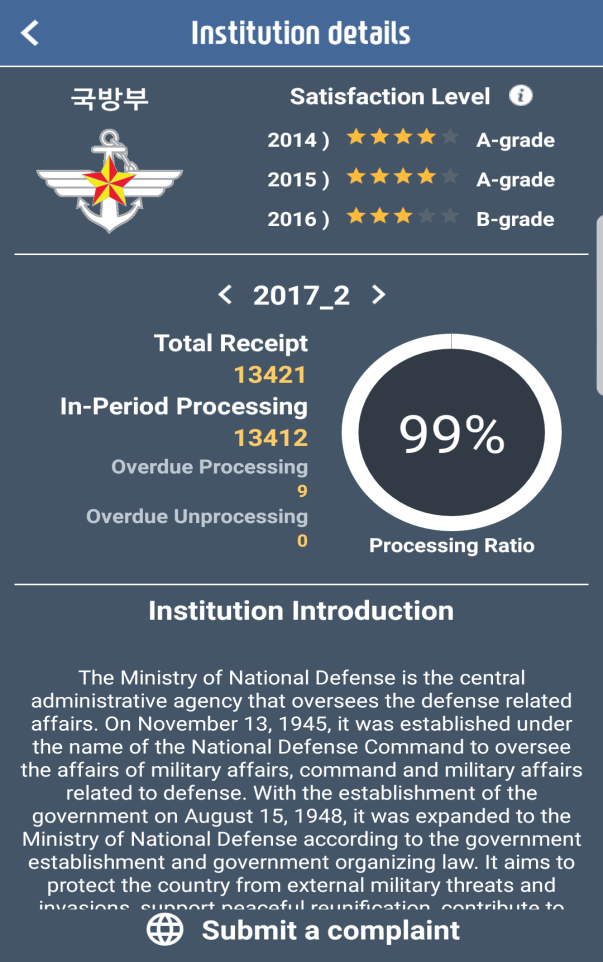 Institution details
국방부
Satisfaction Level i
2014 ) A-grade
2015 ) A-grade
2016 ) B-grade
< 2017_2 >
Total Receipt
13421
In-Period Processing
13412
Overdue Processing
9
Overdue Unprocessing
0
99%
Processing Ratio
Institution Introduction
The Ministry of National Defense is the central
administrative agency that oversees the defense related
affairs. On November 13, 1945, it was established under
the name of the National Defense Command to oversee
the affairs of military affairs, command and military affairs
related to defense. With the establishment of the
government on August 15, 1948, it was expanded to the
Ministry of National Defense according to the government
establishment and government organizing law. It aims to
protect the country from external military threats and
invasions, support peaceful reunification, contribute to
Submit a complaint